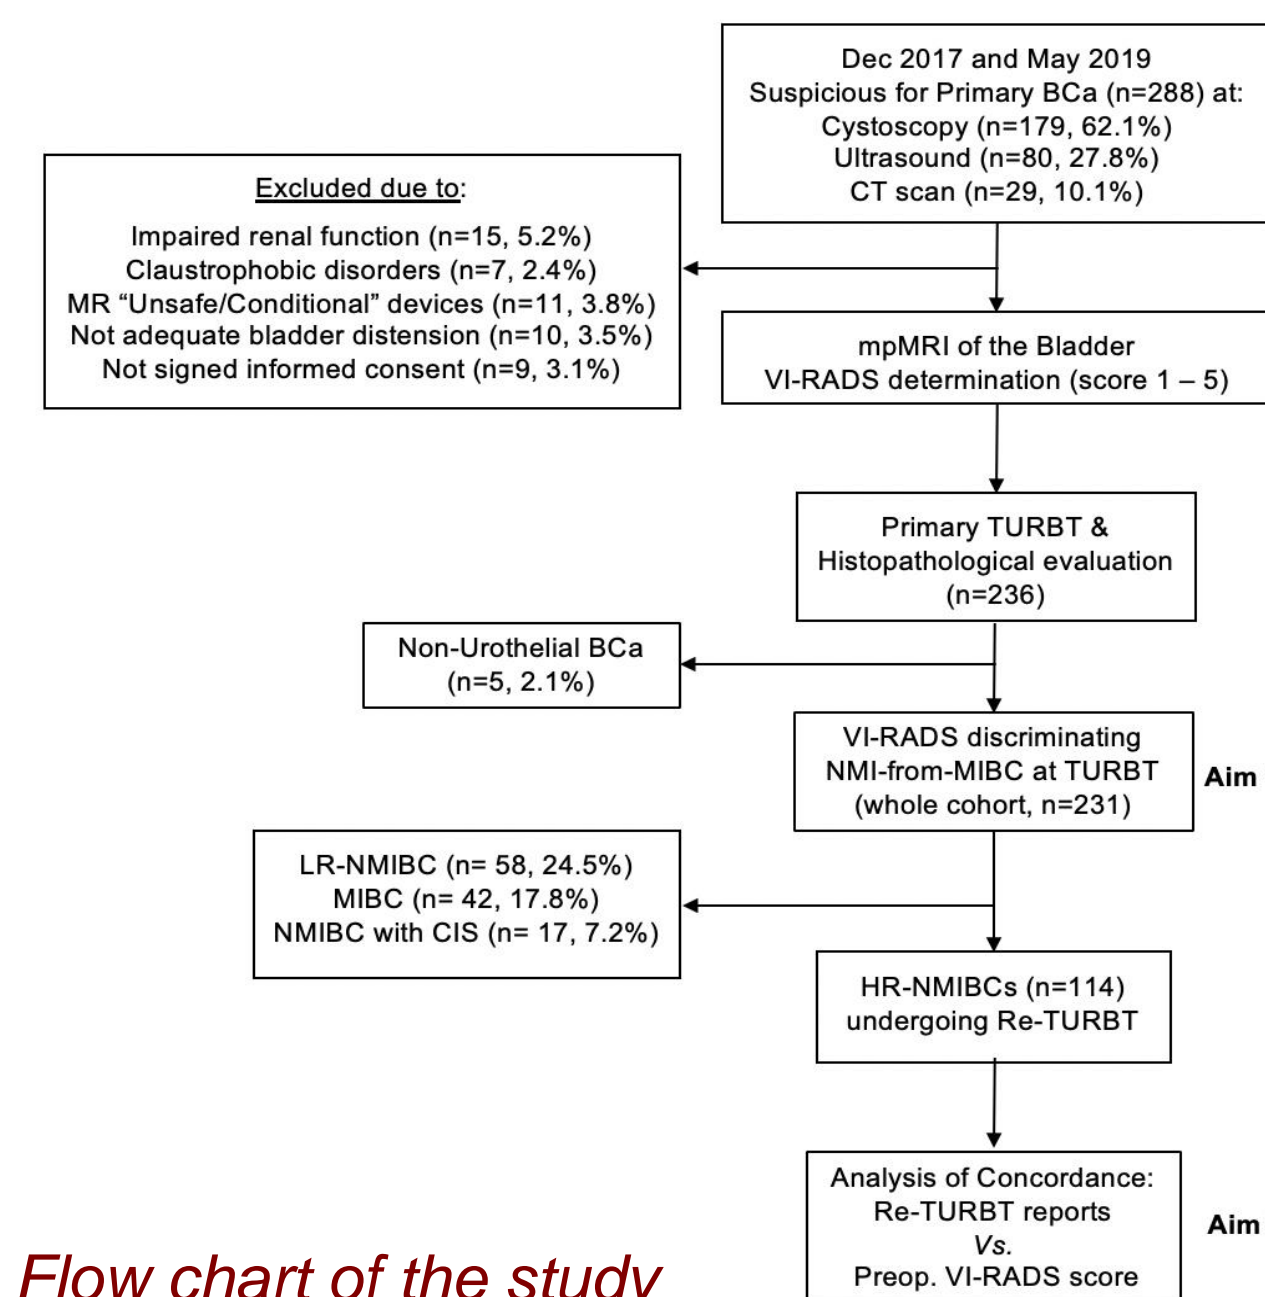 Dec 2017 and May 2019
Suspicious for Primary BCa (n=288) at:
Cystoscopy (n=179, 62.1%)
Ultrasound (n=80, 27.8%)
CT scan (n=29, 10.1%)
Excluded due to:
Impaired renal function (n=15, 5.2%)
Claustrophobic disorders (n=7, 2.4%)
MR “Unsafe/Conditional” devices (n=11, 3.8%)
Not adequate bladder distension (n=10, 3.5%)
Not signed informed consent (n=9, 3.1%)
mpMRI of the Bladder
VI-RADS determination (score 1 – 5)
Primary TURBT &
Histopathological evaluation
(n=236)
Non-Urothelial BCa
(n=5, 2.1%)
VI-RADS discriminating
NMI-from-MIBC at TURBT
(whole cohort, n=231)
Aim
LR-NMIBC (n= 58, 24.5%)
MIBC (n= 42, 17.8%)
NMIBC with CIS (n= 17, 7.2%)
HR-NMIBCs (n=114)
undergoing Re-TURBT
Analysis of Concordance:
Re-TURBT reports
Vs.
Preop. VI-RADS score
Aim
Flow chart of the study